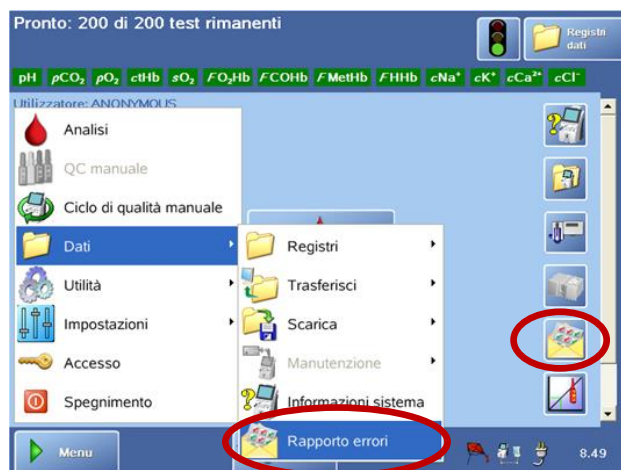 Pronto: 200 di 200 test rimanenti
Registri
dati
pH pCO₂ pO₂ ctHb sO₂ FO₂Hb FCOHb FMetHb FHHb cNa⁺ cK⁺ cCa²⁺ cCl⁻
Utilizzatore: ANONYMOUS
Analisi
QC manuale
Ciclo di qualità manuale
Dati
Utilità
Impostazioni
Accesso
Spegnimento
Registri
Trasferisci
Scarica
Manutenzione
Informazioni sistema
Rapporto errori
Menu
8.49